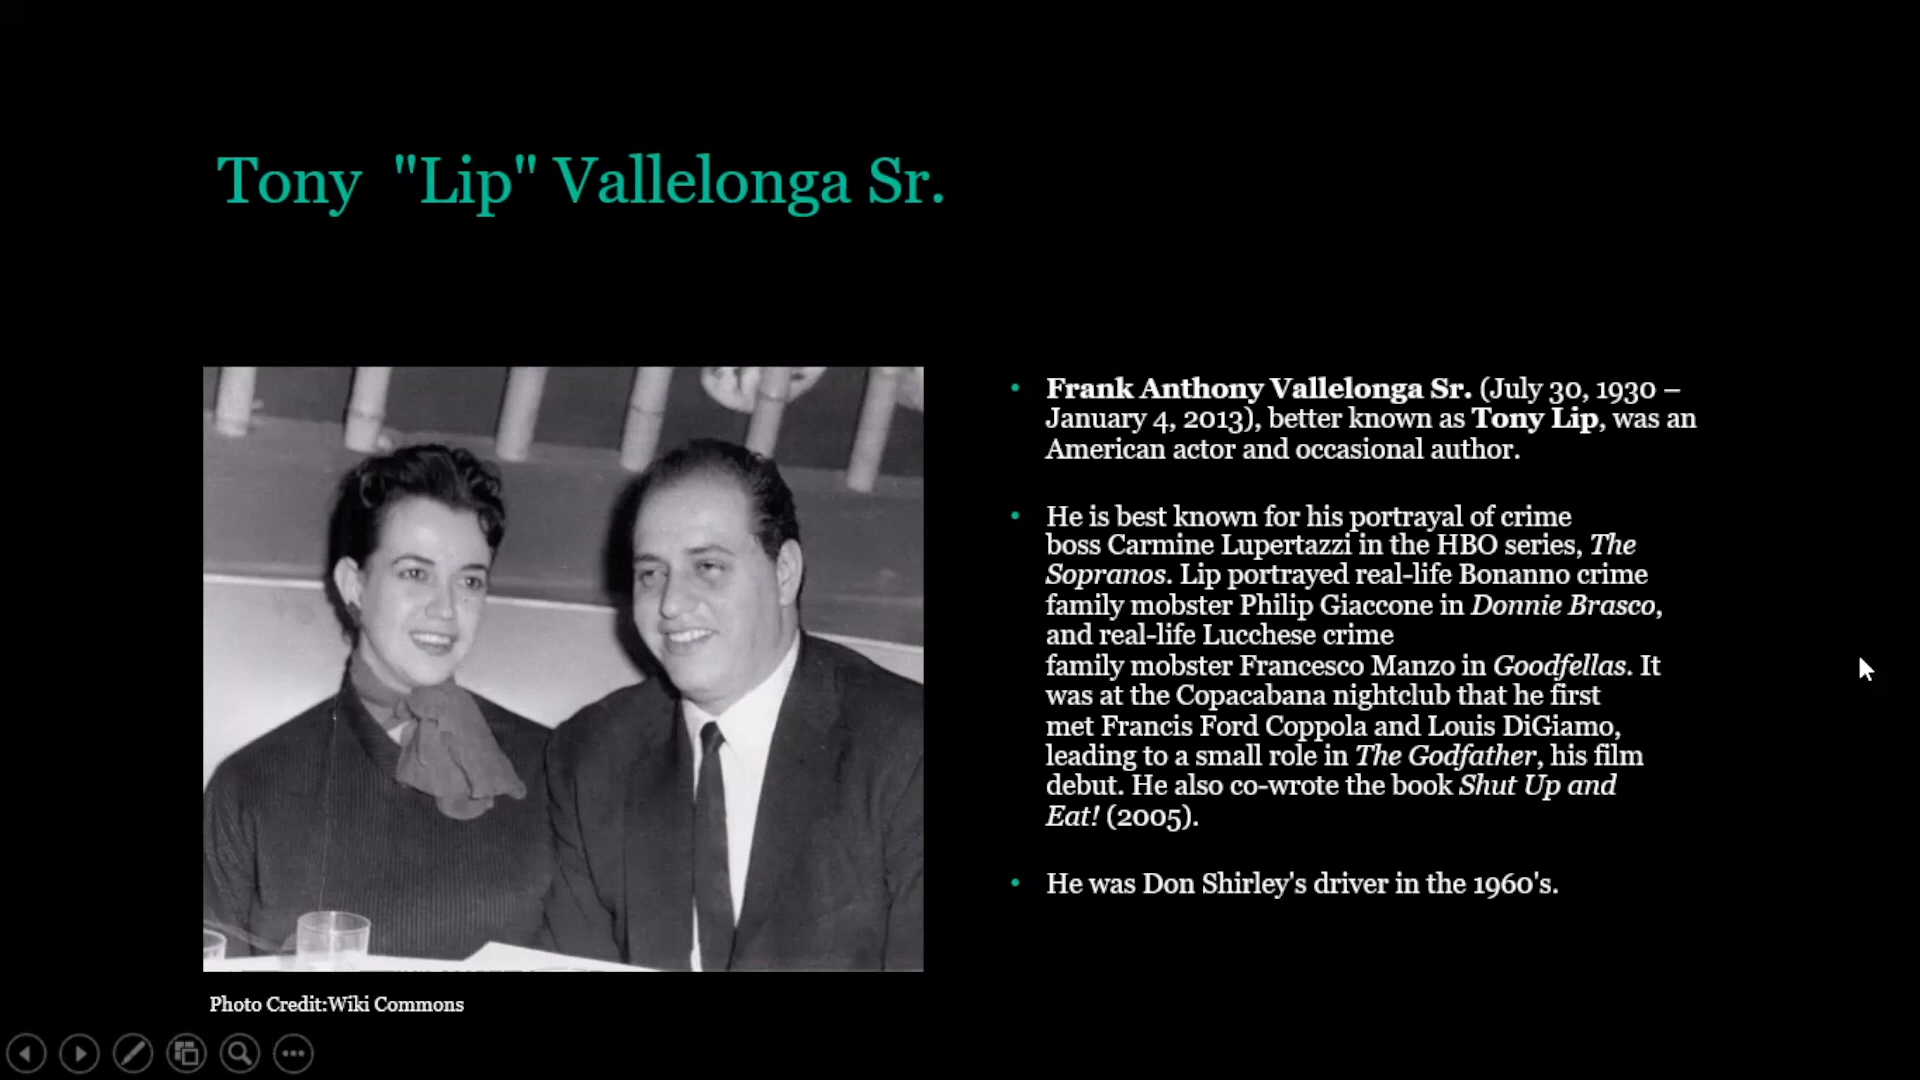 Tony "Lip" Vallelonga Sr.
• Frank Anthony Vallelonga Sr. (July 30, 1930 –
January 4, 2013), better known as Tony Lip, was an
American actor and occasional author.
• He is best known for his portrayal of crime
boss Carmine Lupertazzi in the HBO series, The
Sopranos. Lip portrayed real-life Bonanno crime
family mobster Philip Giaccone in Donnie Brasco,
and real-life Lucchese crime
family mobster Francesco Manzo in Goodfellas. It
was at the Copacabana nightclub that he first
met Francis Ford Coppola and Louis DiGiamo,
leading to a small role in The Godfather, his film
debut. He also co-wrote the book Shut Up and
Eat! (2005).
• He was Don Shirley's driver in the 1960's.
Photo Credit:Wiki Commons